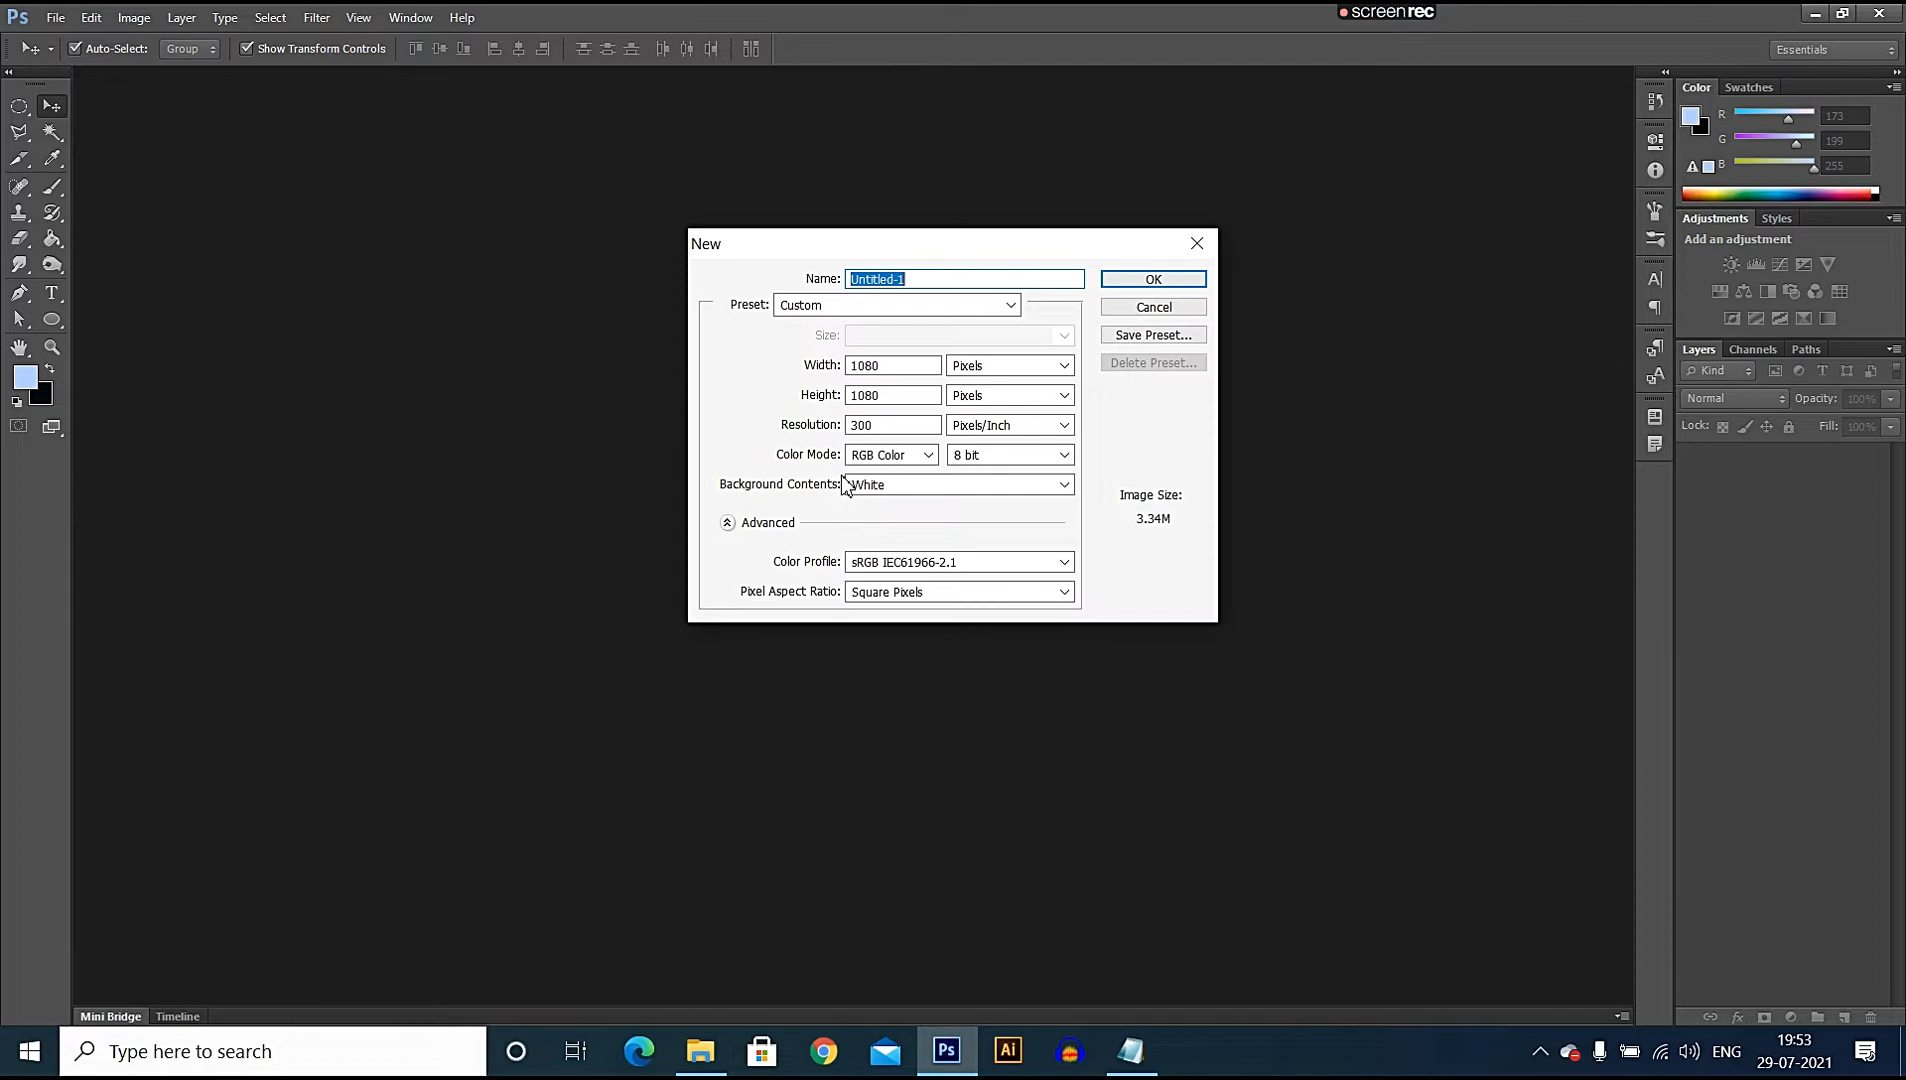 Ps File Edit Image Layer Type Select Filter View Window Help
screenrec
Auto-Select: Group Show Transform Controls
Essentials
Color Swatches
R 173
G 199
B 255
Adjustments Styles
Add an adjustment
Layers Channels Paths
Kind
Normal Opacity: 100%
Lock: Fill: 100%
New
Name: Untitled-1
OK
Preset: Custom
Cancel
Size:
Save Preset...
Width: 1080 Pixels
Delete Preset...
Height: 1080 Pixels
Resolution: 300 Pixels/Inch
Color Mode: RGB Color 8 bit
Background Contents: White
Image Size:
3.34M
Advanced
Color Profile: sRGB IEC61966-2.1
Pixel Aspect Ratio: Square Pixels
Mini Bridge Timeline
Type here to search
Ps
Ai
ENG
19:53
29-07-2021